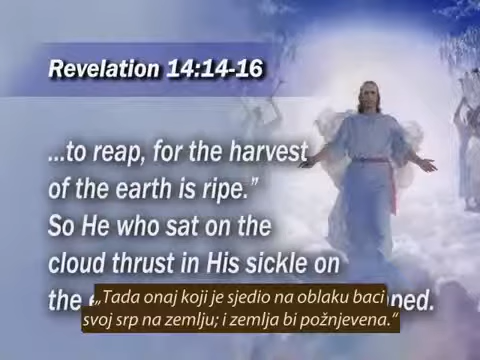 Revelation 14:14-16
...to reap, for the harvest
of the earth is ripe.”
So He who sat on the
cloud thrust in His sickle on
the
„Tada onaj koji je sjedio na oblaku baci
svoj srp na zemlju; i zemlja bi požnjevena.“